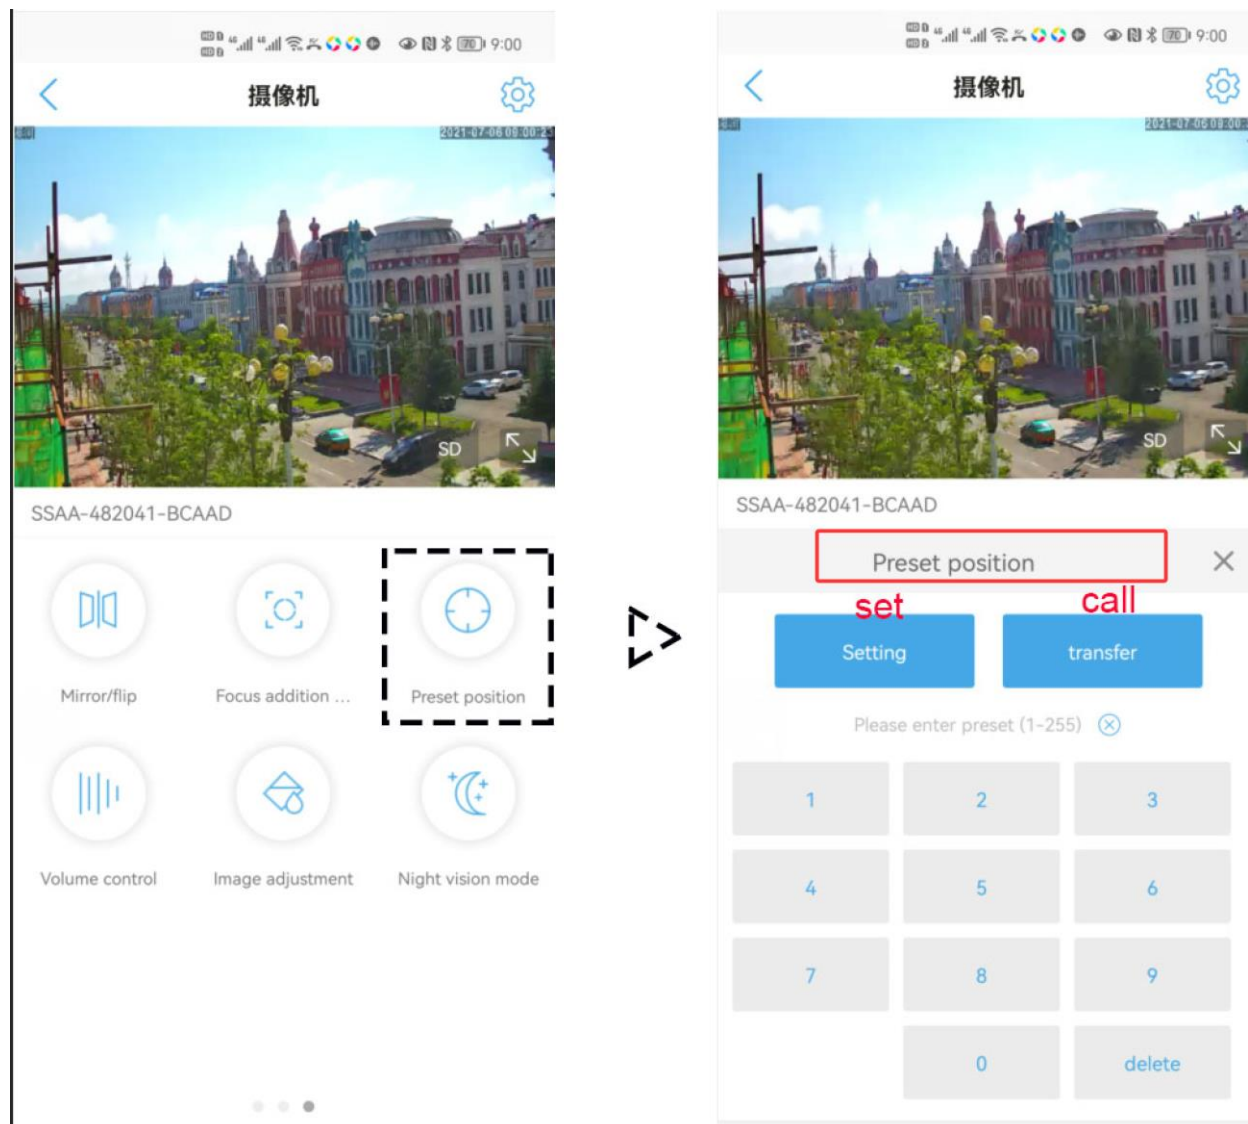 9:00
摄像机
SD
SSAA-482041-BCAAD
Mirror/flip
Focus addition ...
Preset position
Volume control
Image adjustment
Night vision mode
9:00
摄像机
SD
SSAA-482041-BCAAD
Preset position
set
call
Setting
transfer
Please enter preset (1-255)
1
2
3
4
5
6
7
8
9
0
delete